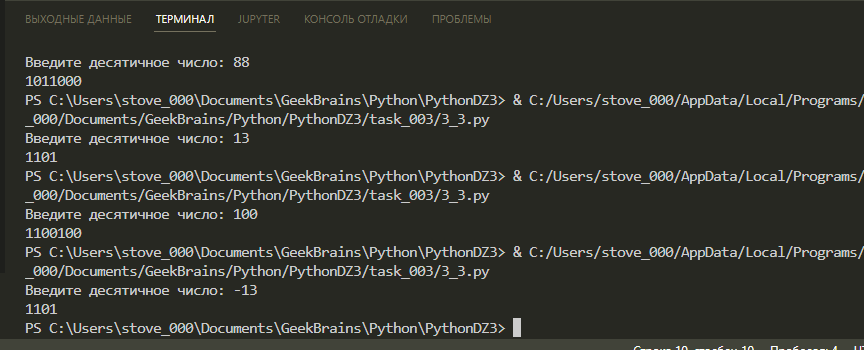 ВЫХОДНЫЕ ДАННЫЕ ТЕРМИНАЛ JUPYTER КОНСОЛЬ ОТЛАДКИ ПРОБЛЕМЫ
Введите десятичное число: 88
1011000
PS C:\Users\stove_000\Documents\GeekBrains\Python\PythonDZ3> & C:/Users/stove_000/AppData/Local/Programs/
_000/Documents/GeekBrains/Python/PythonDZ3/task_003/3_3.py
Введите десятичное число: 13
1101
PS C:\Users\stove_000\Documents\GeekBrains\Python\PythonDZ3> & C:/Users/stove_000/AppData/Local/Programs/
_000/Documents/GeekBrains/Python/PythonDZ3/task_003/3_3.py
Введите десятичное число: 100
1100100
PS C:\Users\stove_000\Documents\GeekBrains\Python\PythonDZ3> & C:/Users/stove_000/AppData/Local/Programs/
_000/Documents/GeekBrains/Python/PythonDZ3/task_003/3_3.py
Введите десятичное число: -13
1101
PS C:\Users\stove_000\Documents\GeekBrains\Python\PythonDZ3>